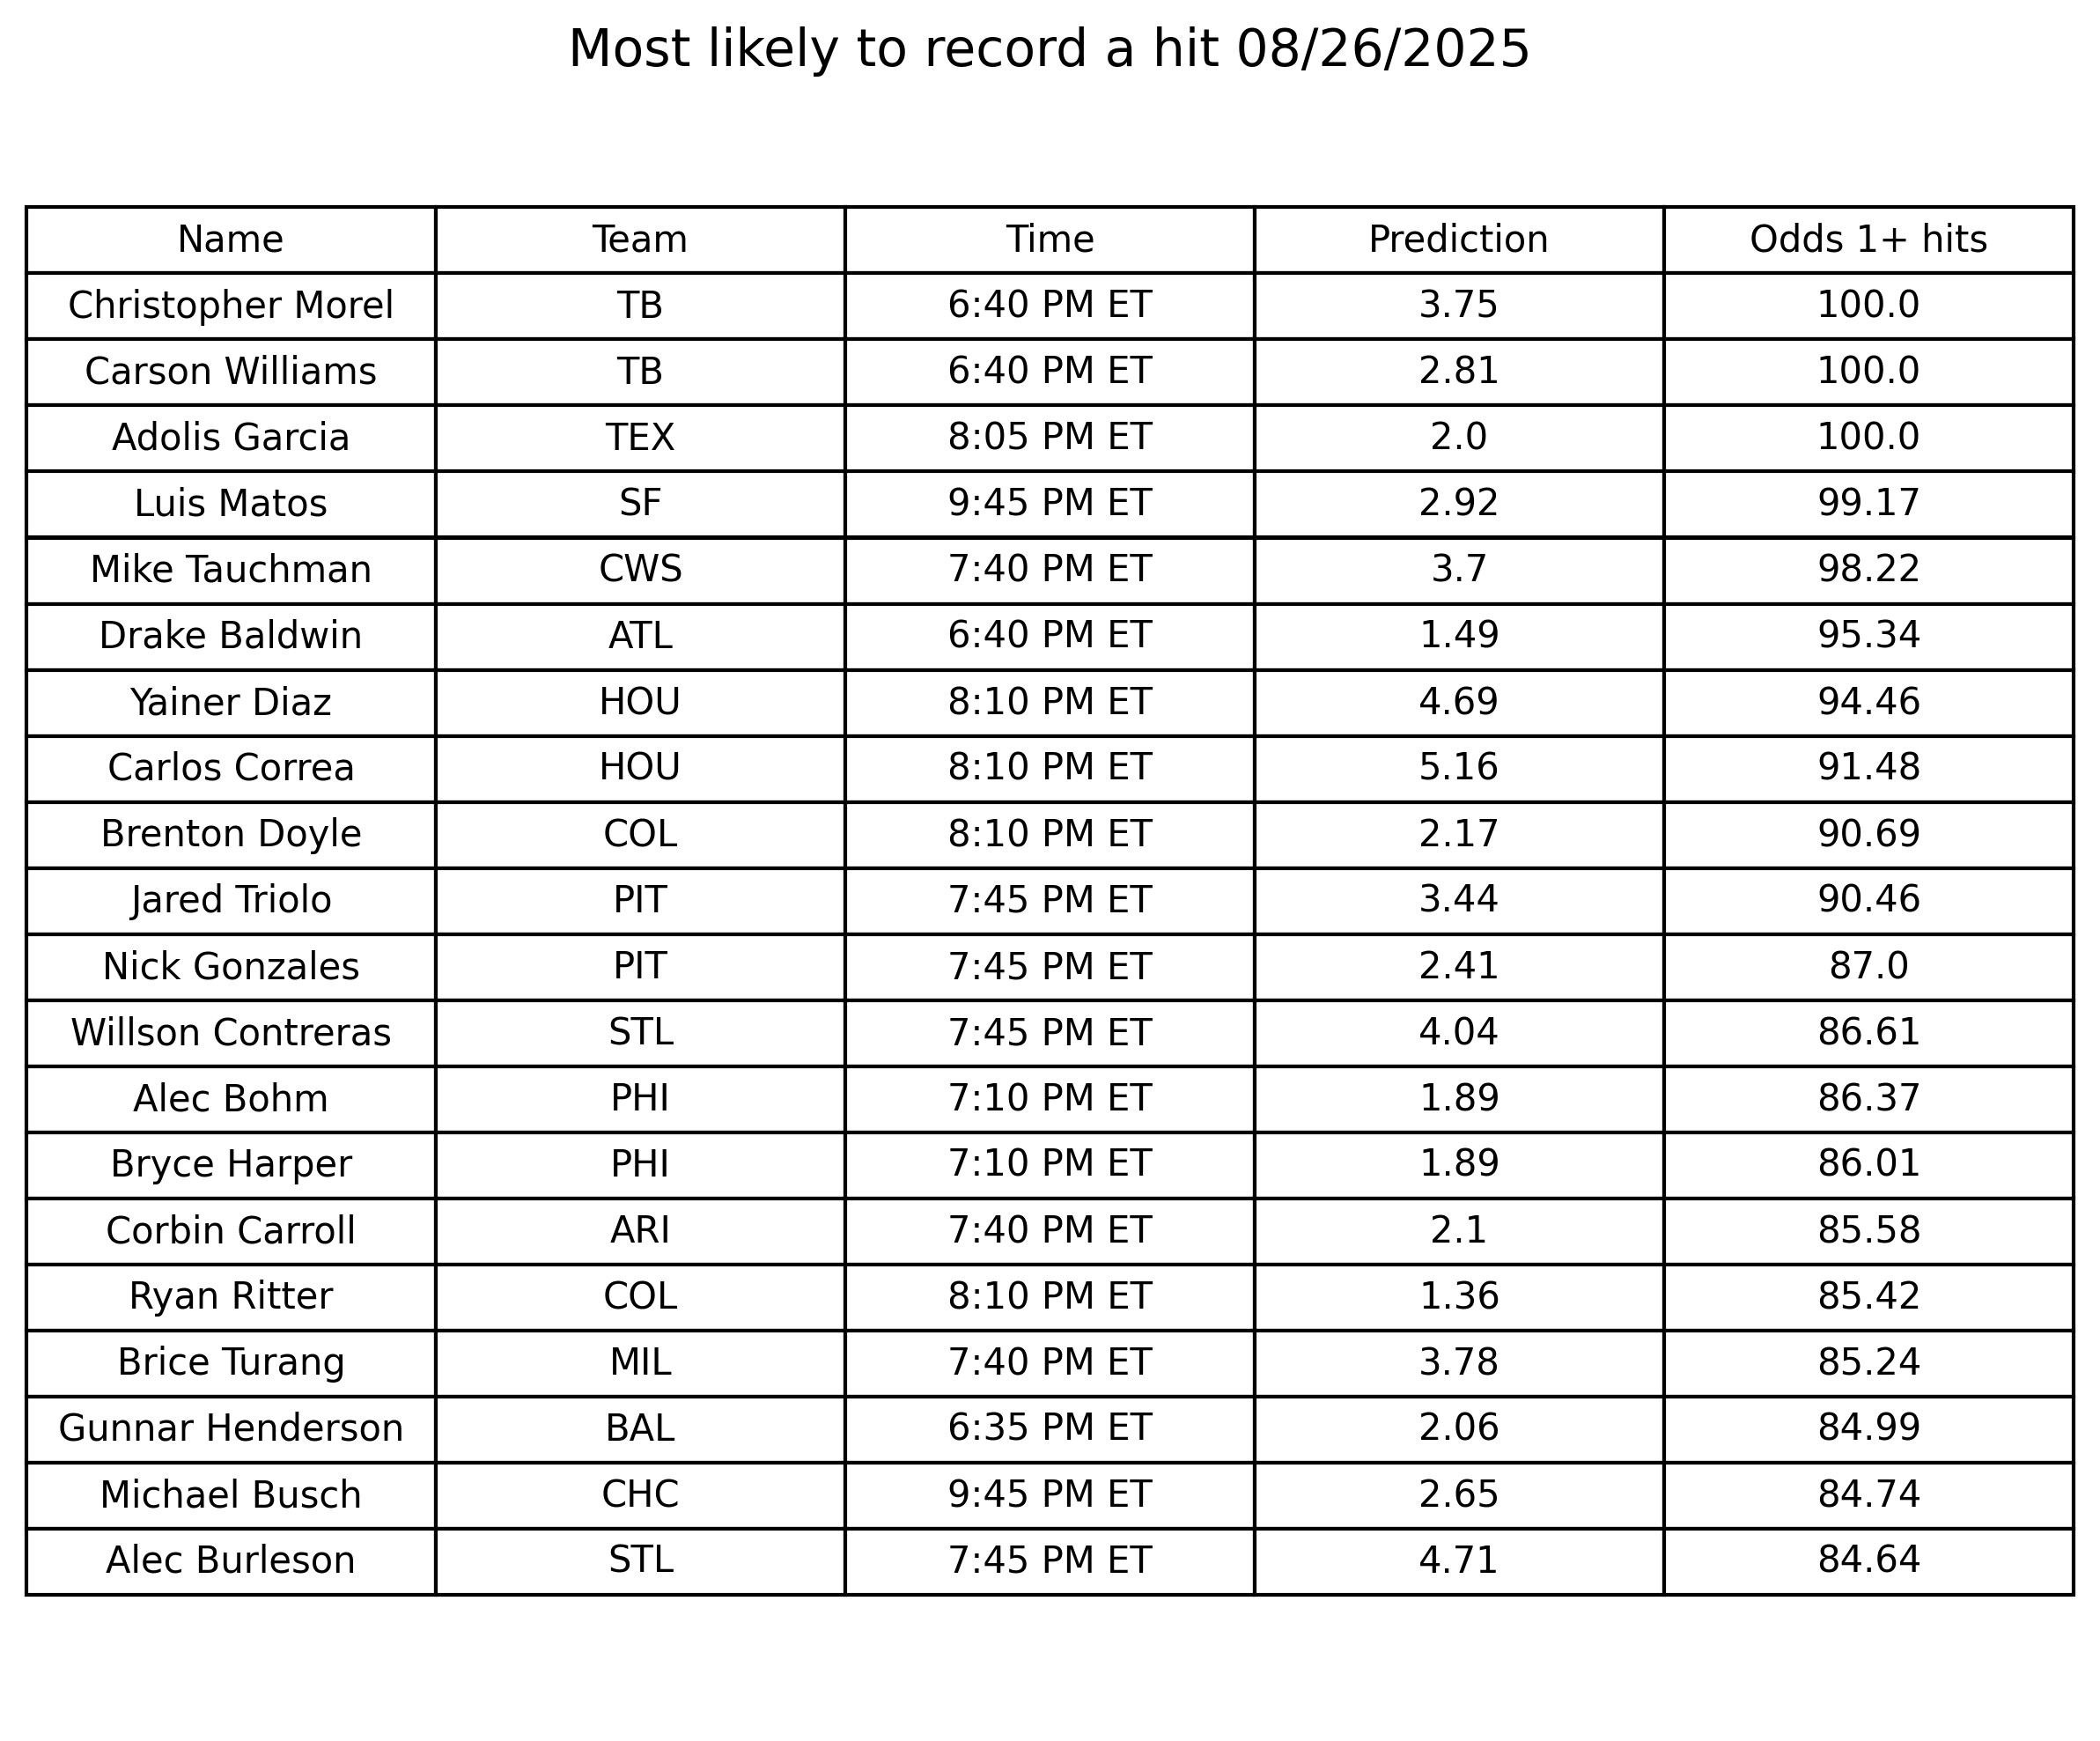 Most likely to record a hit 08/26/2025
Name Team Time Prediction Odds 1+ hits
Christopher Morel TB 6:40 PM ET 3.75 100.0
Carson Williams TB 6:40 PM ET 2.81 100.0
Adolis Garcia TEX 8:05 PM ET 2.0 100.0
Luis Matos SF 9:45 PM ET 2.92 99.17
Mike Tauchman CWS 7:40 PM ET 3.7 98.22
Drake Baldwin ATL 6:40 PM ET 1.49 95.34
Yainer Diaz HOU 8:10 PM ET 4.69 94.46
Carlos Correa HOU 8:10 PM ET 5.16 91.48
Brenton Doyle COL 8:10 PM ET 2.17 90.69
Jared Triolo PIT 7:45 PM ET 3.44 90.46
Nick Gonzales PIT 7:45 PM ET 2.41 87.0
Willson Contreras STL 7:45 PM ET 4.04 86.61
Alec Bohm PHI 7:10 PM ET 1.89 86.37
Bryce Harper PHI 7:10 PM ET 1.89 86.01
Corbin Carroll ARI 7:40 PM ET 2.1 85.58
Ryan Ritter COL 8:10 PM ET 1.36 85.42
Brice Turang MIL 7:40 PM ET 3.78 85.24
Gunnar Henderson BAL 6:35 PM ET 2.06 84.99
Michael Busch CHC 9:45 PM ET 2.65 84.74
Alec Burleson STL 7:45 PM ET 4.71 84.64